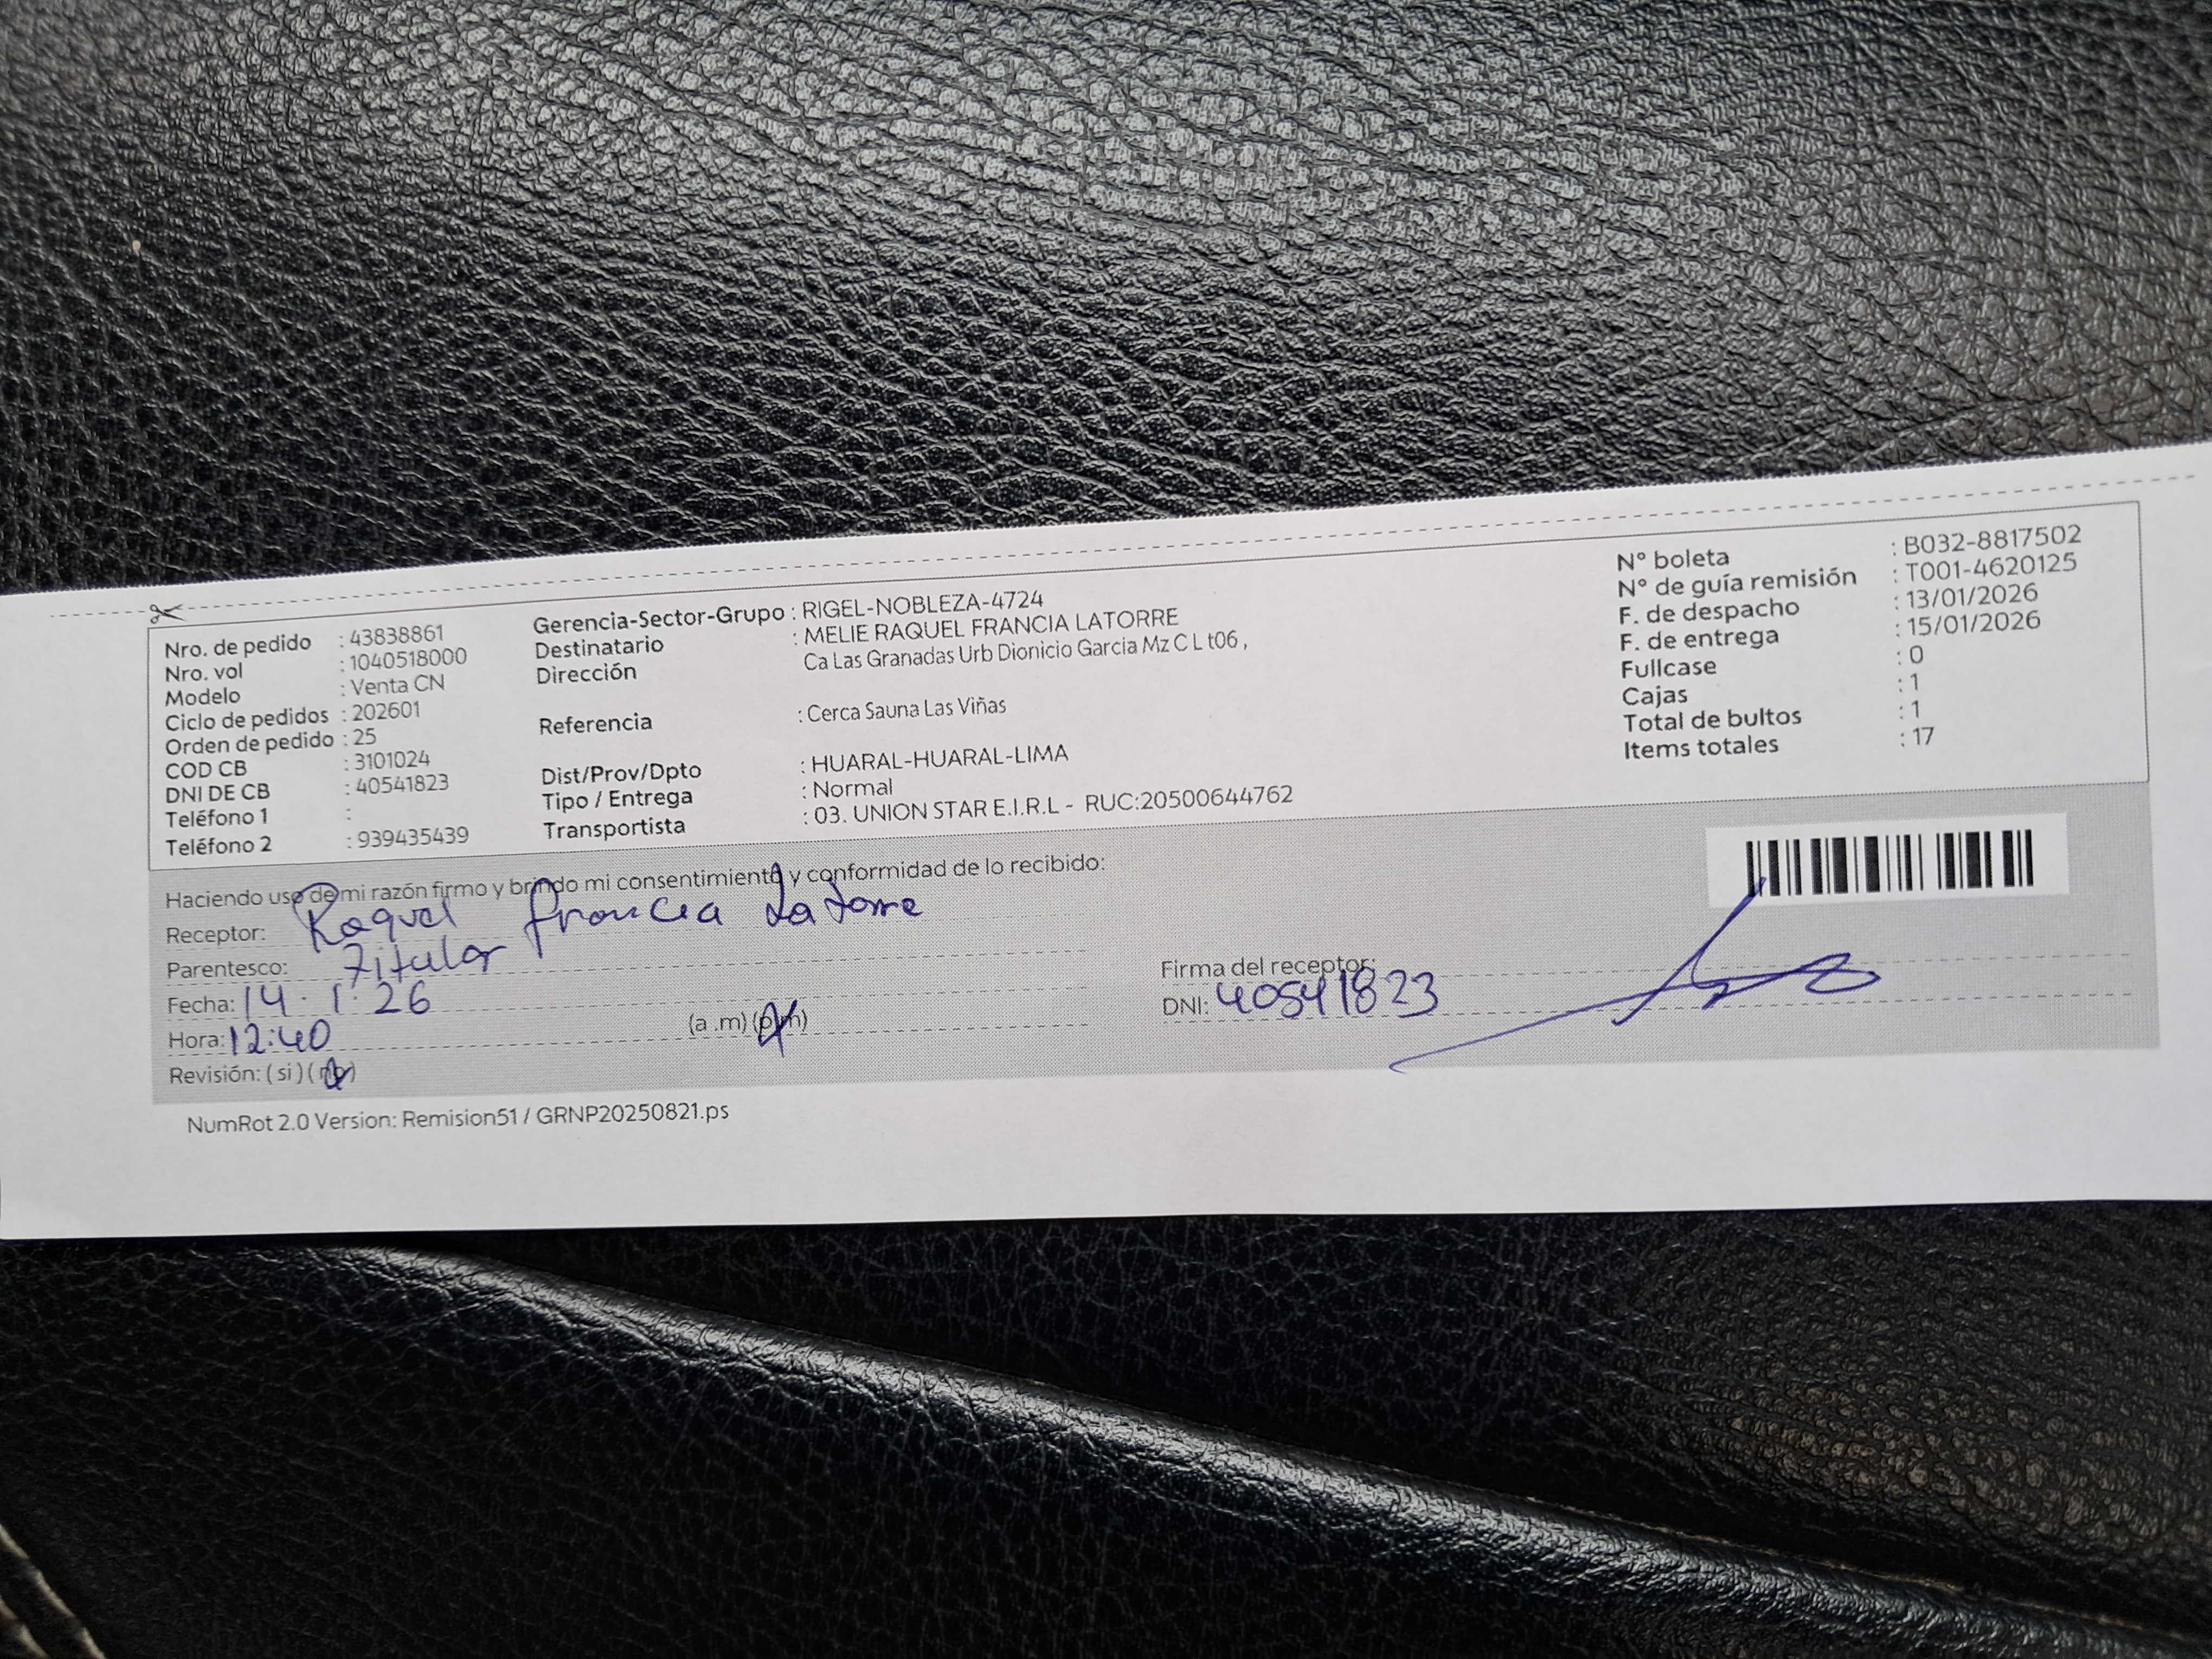 Nro. de pedido : 43838861
Nro. vol : 1040518000
Modelo : Venta CN
Ciclo de pedidos : 202601
Orden de pedido : 25
COD CB : 3101024
DNI DE CB : 40541823
Teléfono 1 :
Teléfono 2 : 939435439
Gerencia-Sector-Grupo : RIGEL-NOBLEZA-4724
Destinatario : MELIE RAQUEL FRANCIA LATORRE
Dirección Ca Las Granadas Urb Dionicio Garcia Mz C L t06 ,
Referencia : Cerca Sauna Las Viñas
Dist/Prov/Dpto : HUARAL-HUARAL-LIMA
Tipo / Entrega : Normal
Transportista : 03. UNION STAR E.I.R.L - RUC:20500644762
N° boleta : B032-8817502
N° de guía remisión : T001-4620125
F. de despacho : 13/01/2026
F. de entrega : 15/01/2026
Fullcase : 0
Cajas : 1
Total de bultos : 1
Items totales : 17
Haciendo uso de mi razón firmo y brindo mi consentimiento y conformidad de lo recibido:
Receptor: Raquel Francia La Torre
Parentesco: Titular
Fecha: 14 . 1 . 26
Hora: 12:40 (a .m) (p.m)
Revisión: ( si ) ( no )
Firma del receptor:
DNI: 40541823
NumRot 2.0 Version: Remision51 / GRNP20250821.ps